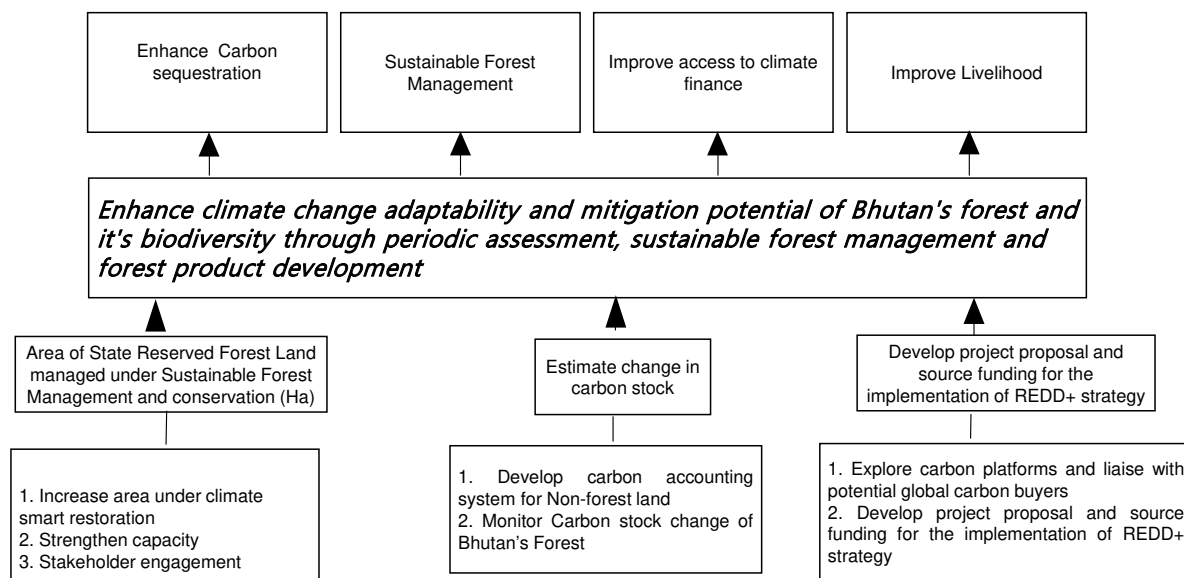 Enhance Carbon
sequestration
Sustainable Forest
Management
Improve access to climate
finance
Improve Livelihood
Enhance climate change adaptability and mitigation potential of Bhutan's forest and
it's biodiversity through periodic assessment, sustainable forest management and
forest product development
Area of State Reserved Forest Land
managed under Sustainable Forest
Management and conservation (Ha)
Estimate change in
carbon stock
Develop project proposal and
source funding for the
implementation of REDD+ strategy
1. Increase area under climate
smart restoration
2. Strengthen capacity
3. Stakeholder engagement
1. Develop carbon accounting
system for Non-forest land
2. Monitor Carbon stock change of
Bhutan’s Forest
1. Explore carbon platforms and liaise with
potential global carbon buyers
2. Develop project proposal and source
funding for the implementation of REDD+
strategy